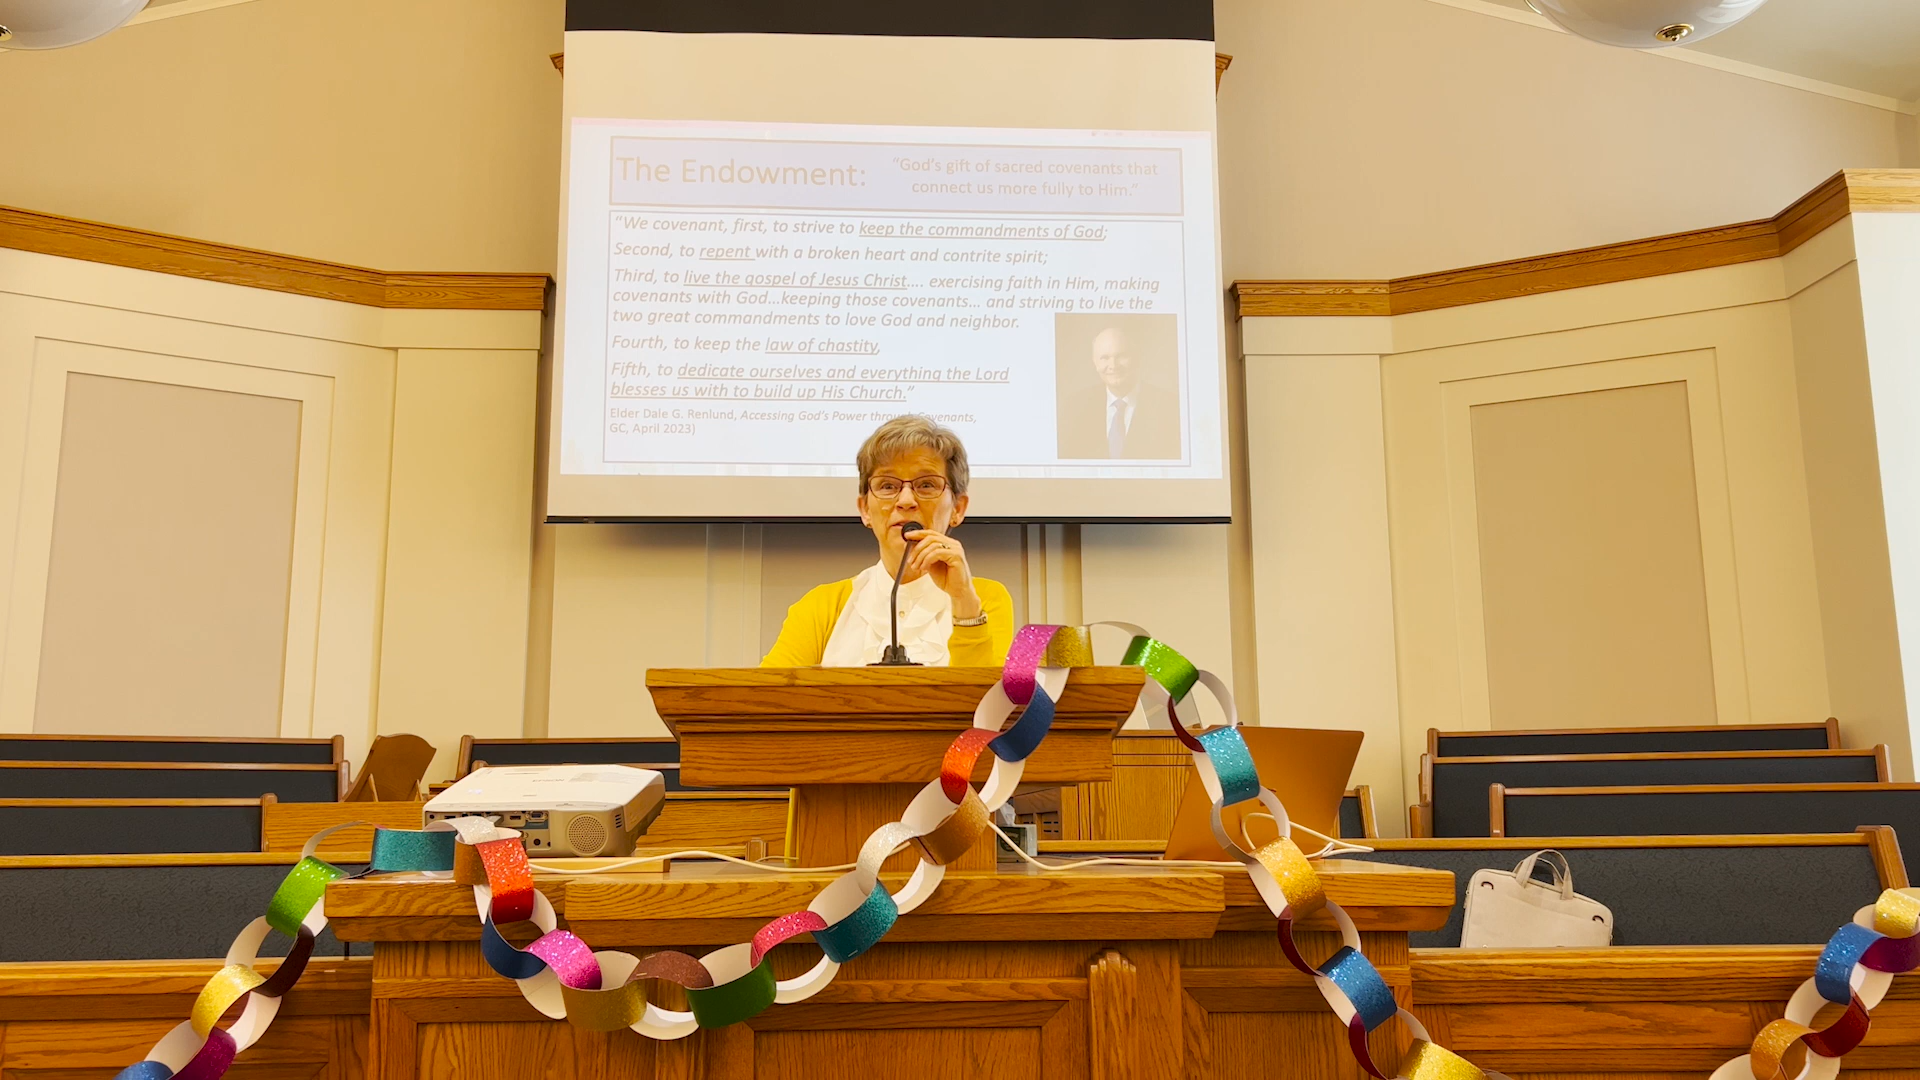 The Endowment:
"God's gift of sacred covenants that
connect us more fully to Him."
"We covenant, first, to strive to keep the commandments of God;
Second, to repent with a broken heart and contrite spirit;
Third, to live the gospel of Jesus Christ.... exercising faith in Him, making
covenants with God...keeping those covenants... and striving to live the
two great commandments to love God and neighbor.
Fourth, to keep the law of chastity,
Fifth, to dedicate ourselves and everything the Lord
blesses us with to build up His Church."
Elder Dale G. Renlund, Accessing God's Power
GC, April 2023)